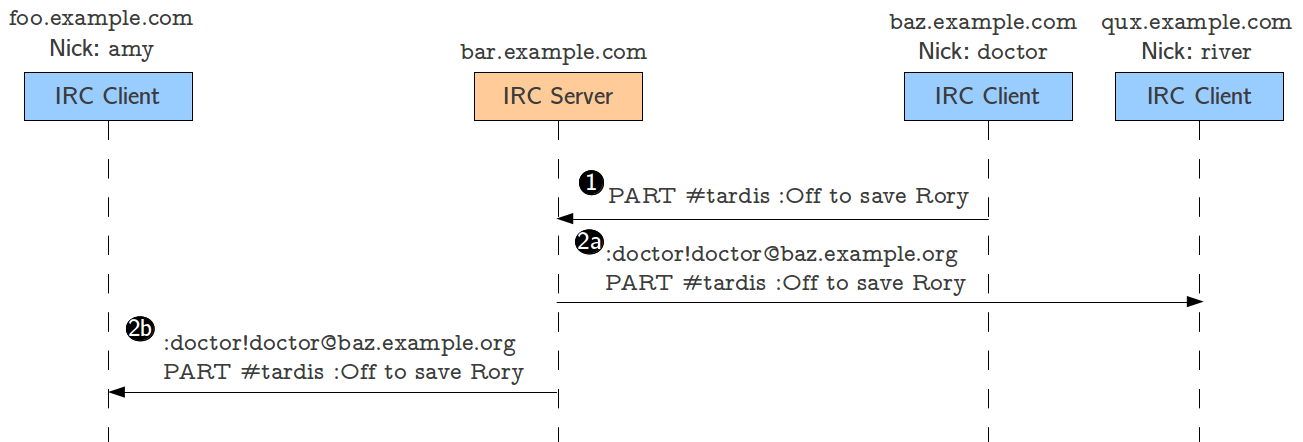 foo.example.com
Nick: amy
IRC Client
bar.example.com
IRC Server
baz.example.com
Nick: doctor
IRC Client
qux.example.com
Nick: river
IRC Client
1
PART #tardis :Off to save Rory
2a
:doctor!doctor@baz.example.org
PART #tardis :Off to save Rory
2b
:doctor!doctor@baz.example.org
PART #tardis :Off to save Rory